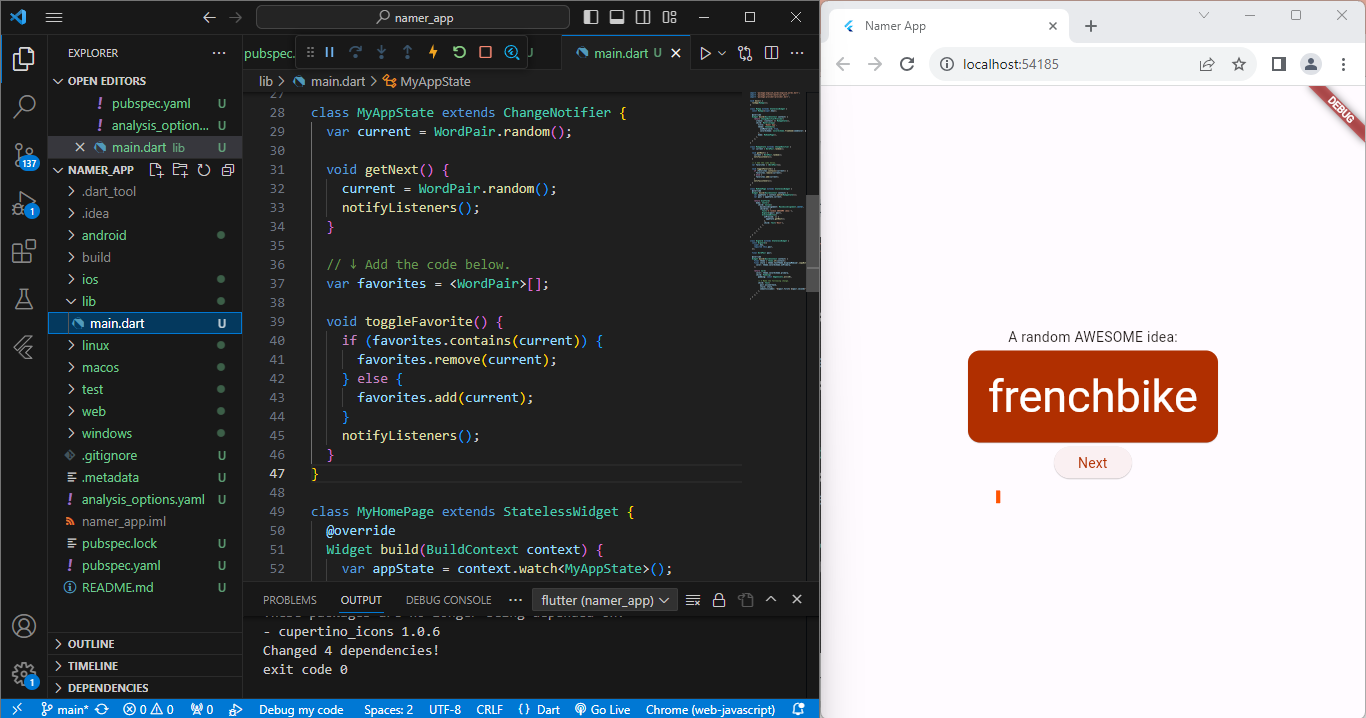 namer_app
EXPLORER
OPEN EDITORS
! pubspec.yaml U
! analysis_option... U
main.dart lib U
NAMER_APP
.dart_tool
.idea
android
build
ios
lib
main.dart U
linux
macos
test
web
windows
.gitignore U
.metadata U
! analysis_options.yaml U
namer_app.iml
pubspec.lock U
! pubspec.yaml U
README.md U
OUTLINE
TIMELINE
DEPENDENCIES
137
1
1
pubspec. U
main.dart U
lib > main.dart > MyAppState
27
28 class MyAppState extends ChangeNotifier {
29 var current = WordPair.random();
30
31 void getNext() {
32 current = WordPair.random();
33 notifyListeners();
34 }
35
36 // ↓ Add the code below.
37 var favorites = <WordPair>[];
38
39 void toggleFavorite() {
40 if (favorites.contains(current)) {
41 favorites.remove(current);
42 } else {
43 favorites.add(current);
44 }
45 notifyListeners();
46 }
47 }
48
49 class MyHomePage extends StatelessWidget {
50 @override
51 Widget build(BuildContext context) {
52 var appState = context.watch<MyAppState>();
PROBLEMS OUTPUT DEBUG CONSOLE ... flutter (namer_app)
- cupertino_icons 1.0.6
Changed 4 dependencies!
exit code 0
main* 0 0 0 Debug my code Spaces: 2 UTF-8 CRLF {} Dart Go Live Chrome (web-javascript)
Namer App
localhost:54185
DEBUG
A random AWESOME idea:
frenchbike
Next